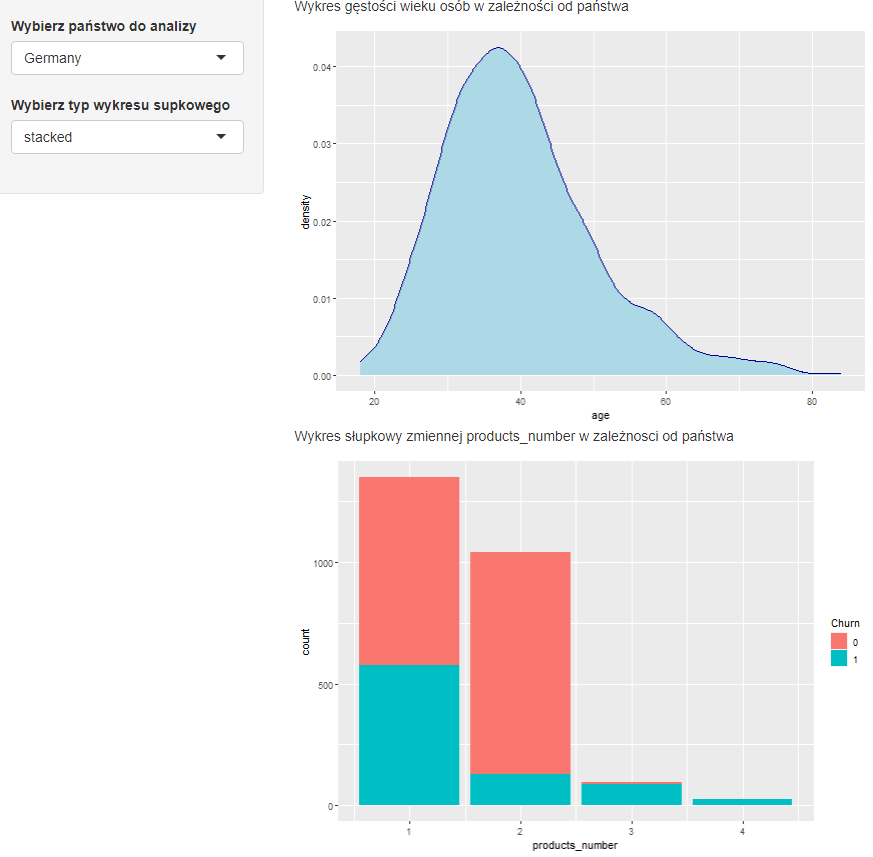 Wybierz państwo do analizy
Germany
Wybierz typ wykresu supkowego
stacked
Wykres gęstości wieku osób w zależności od państwa
0.04
0.03
0.02
0.01
0.00
density
20 40 60 80
age
Wykres słupkowy zmiennej products_number w zależnosci od państwa
1000
500
0
count
1 2 3 4
products_number
Churn
0
1